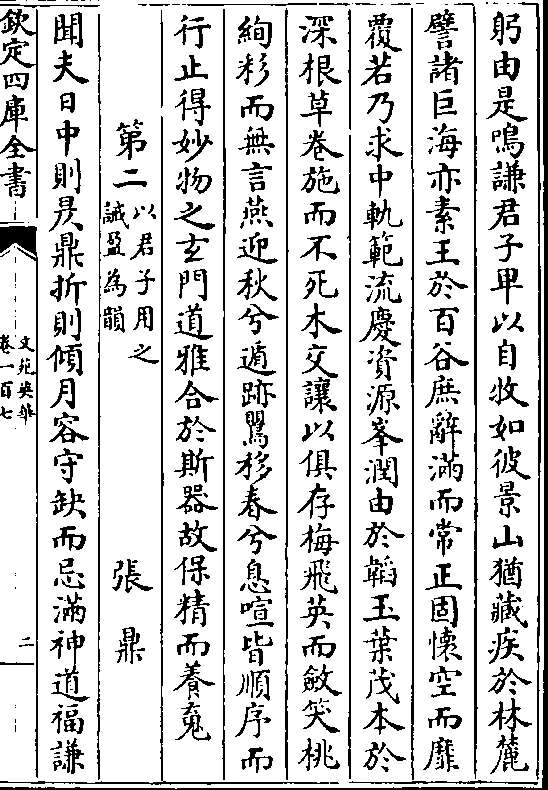 躬由是鳴謙君子卑以自牧如彼景山猶藏疾於林麓
譬諸巨海亦素王於百谷庶辭滿而常正固懷空而靡
覆若乃求中軌範流慶資源峯潤由於韜玉葉茂本於
深根草卷施而不死木交讓以俱存梅飛英而斂笑桃
絢彩而無言燕迎秋兮遁跡鸎移春兮息喧皆順序而
行止得妙物之玄門道雅合於斯器故保精而養䰟
第二以君子用之
誡盈為韻
張鼎
聞夫日中則昃鼎折則傾月容守缺而忌滿神道福謙
欽定四庫全書
文苑英華
卷一百七
二